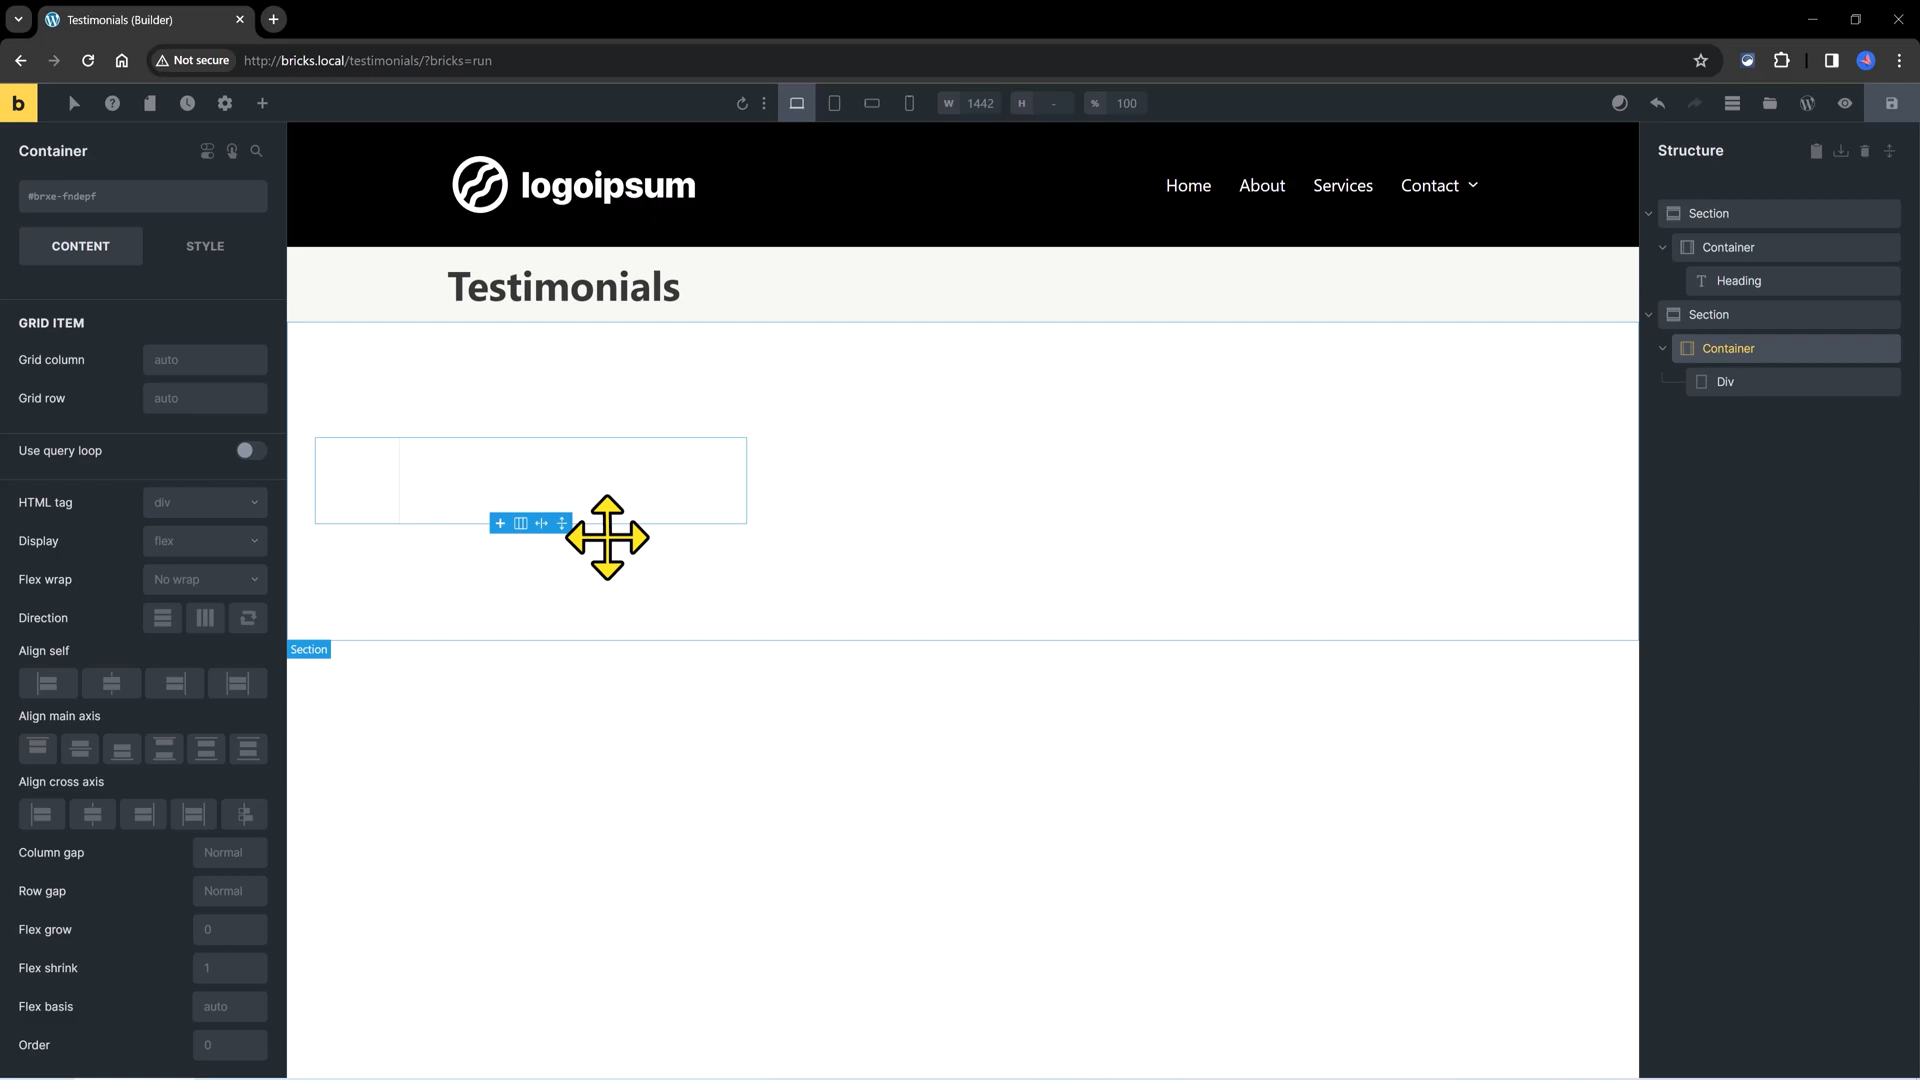 Testimonials (Builder)
Not secure
http://bricks.local/testimonials/?bricks=run
b
W 1442
H -
% 100
Container
#brxe-fndepf
CONTENT
STYLE
GRID ITEM
Grid column
auto
Grid row
auto
Use query loop
HTML tag
div
Display
flex
Flex wrap
No wrap
Direction
Align self
Align main axis
Align cross axis
Column gap
Normal
Row gap
Normal
Flex grow
0
Flex shrink
1
Flex basis
auto
Order
0
logoipsum
Home
About
Services
Contact
Testimonials
Section
Structure
Section
Container
Heading
Section
Container
Div